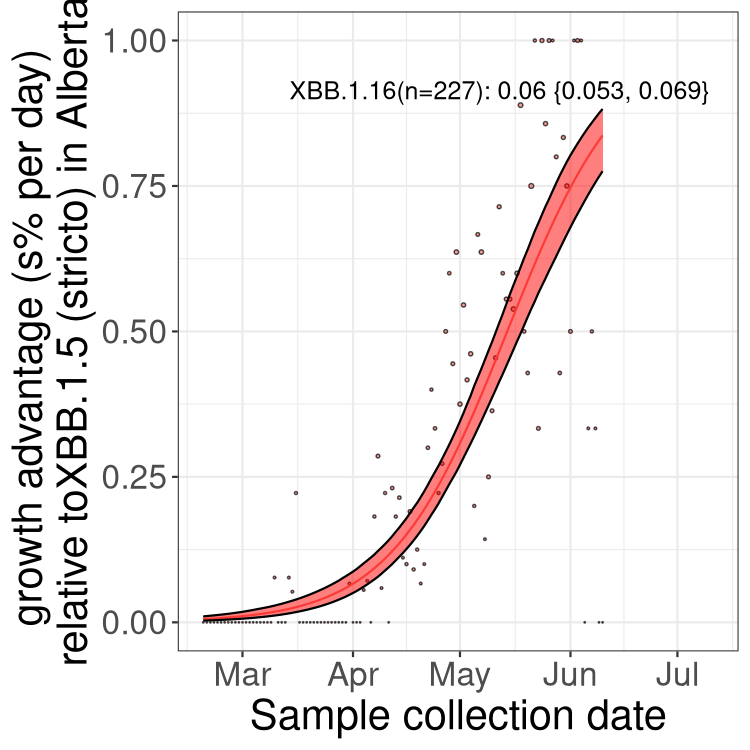 growth advantage (s% per day)
relative toXBB.1.5 (stricto) in Alberta
1.00
0.75
0.50
0.25
0.00
XBB.1.16(n=227): 0.06 {0.053, 0.069}
Mar Apr May Jun Jul
Sample collection date